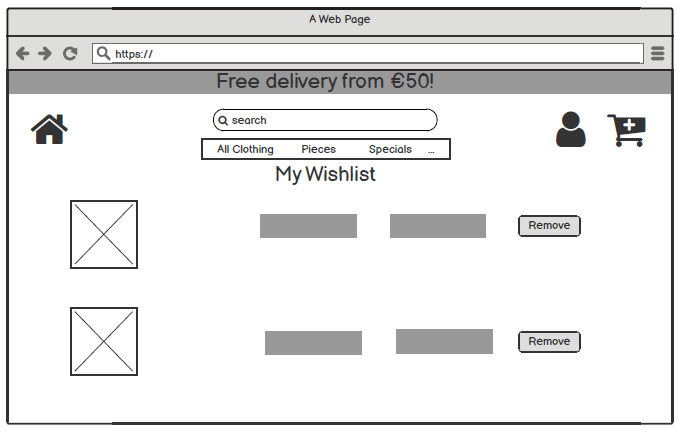 A Web Page
https://
Free delivery from €50!
search
All Clothing Pieces Specials ...
My Wishlist
Remove
Remove